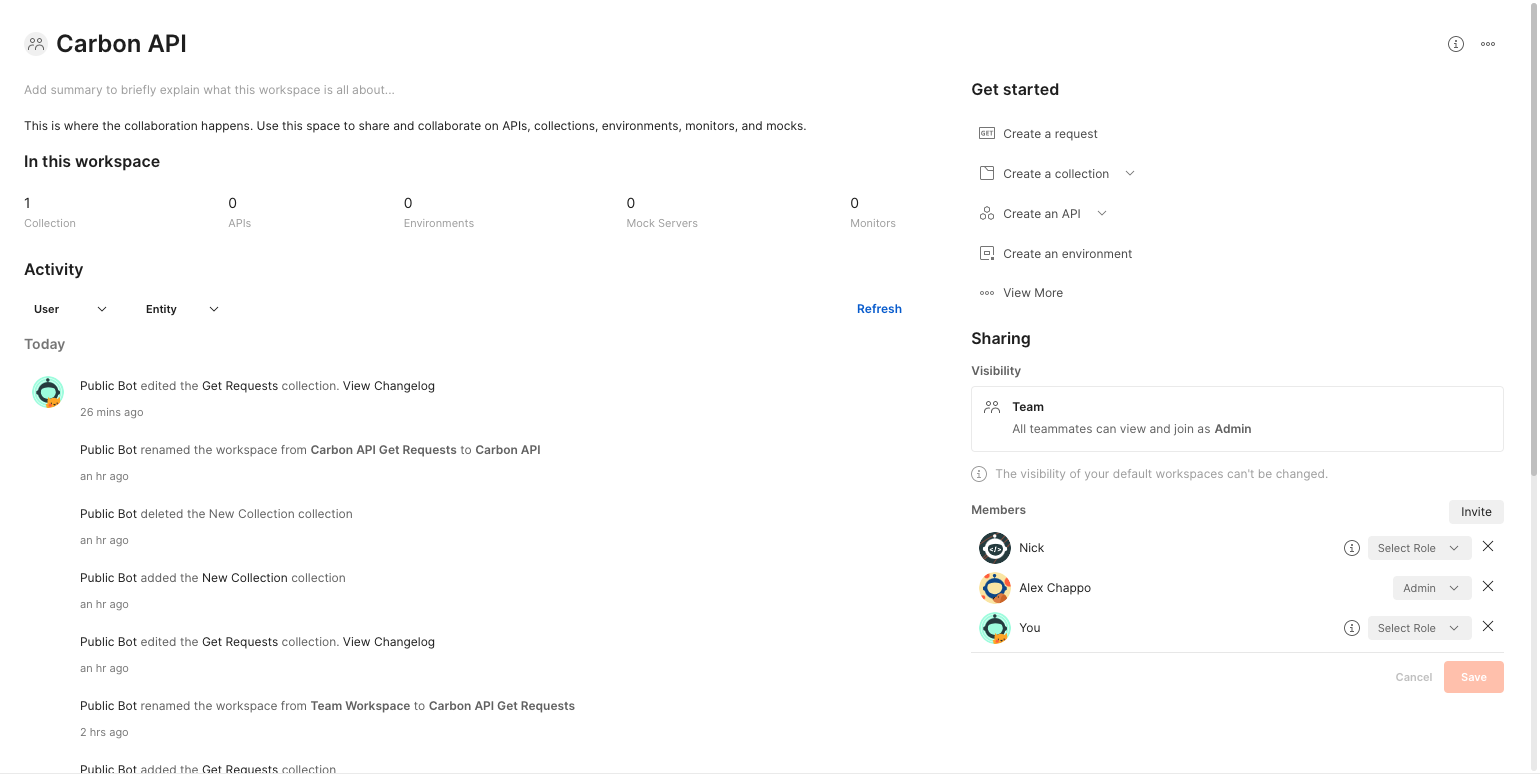 Carbon API
Add summary to briefly explain what this workspace is all about...
This is where the collaboration happens. Use this space to share and collaborate on APIs, collections, environments, monitors, and mocks.
In this workspace
1 0 0 0 0
Collection APIs Environments Mock Servers Monitors
Activity
User Entity Refresh
Today
Public Bot edited the Get Requests collection. View Changelog
26 mins ago
Public Bot renamed the workspace from Carbon API Get Requests to Carbon API
an hr ago
Public Bot deleted the New Collection collection
an hr ago
Public Bot added the New Collection collection
an hr ago
Public Bot edited the Get Requests collection. View Changelog
an hr ago
Public Bot renamed the workspace from Team Workspace to Carbon API Get Requests
2 hrs ago
Public Bot added the Get Requests collection
Get started
GET Create a request
Create a collection
Create an API
Create an environment
View More
Sharing
Visibility
Team
All teammates can view and join as Admin
The visibility of your default workspaces can't be changed.
Members Invite
Nick Select Role
Alex Chappo Admin
You Select Role
Cancel Save